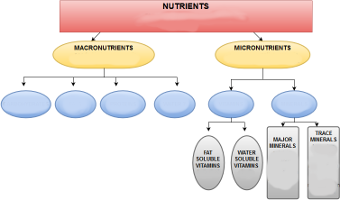 NUTRIENTS
MACRONUTRIENTS
MICRONUTRIENTS
FAT
SOLUBLE
VITAMINS
WATER
SOLUBLE
VITAMINS
MAJOR
MINERALS
TRACE
MINERALS